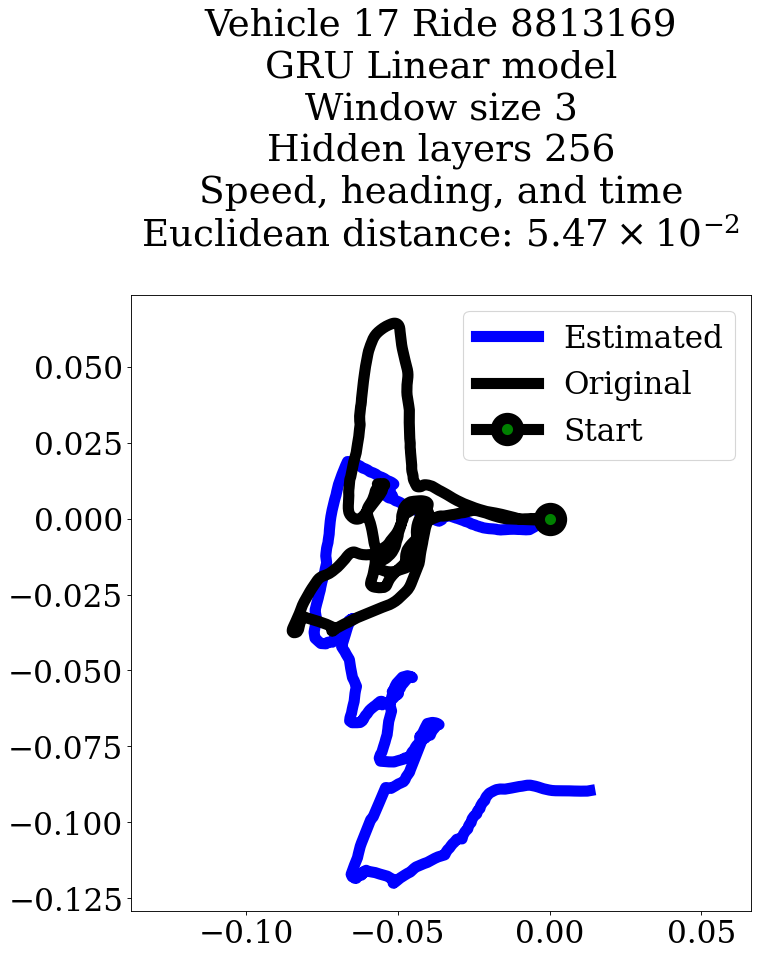 Vehicle 17 Ride 8813169
GRU Linear model
Window size 3
Hidden layers 256
Speed, heading, and time
Euclidean distance: 5.47 × 10⁻²
Estimated
Original
Start
0.050
0.025
0.000
−0.025
−0.050
−0.075
−0.100
−0.125
−0.10 −0.05 0.00 0.05